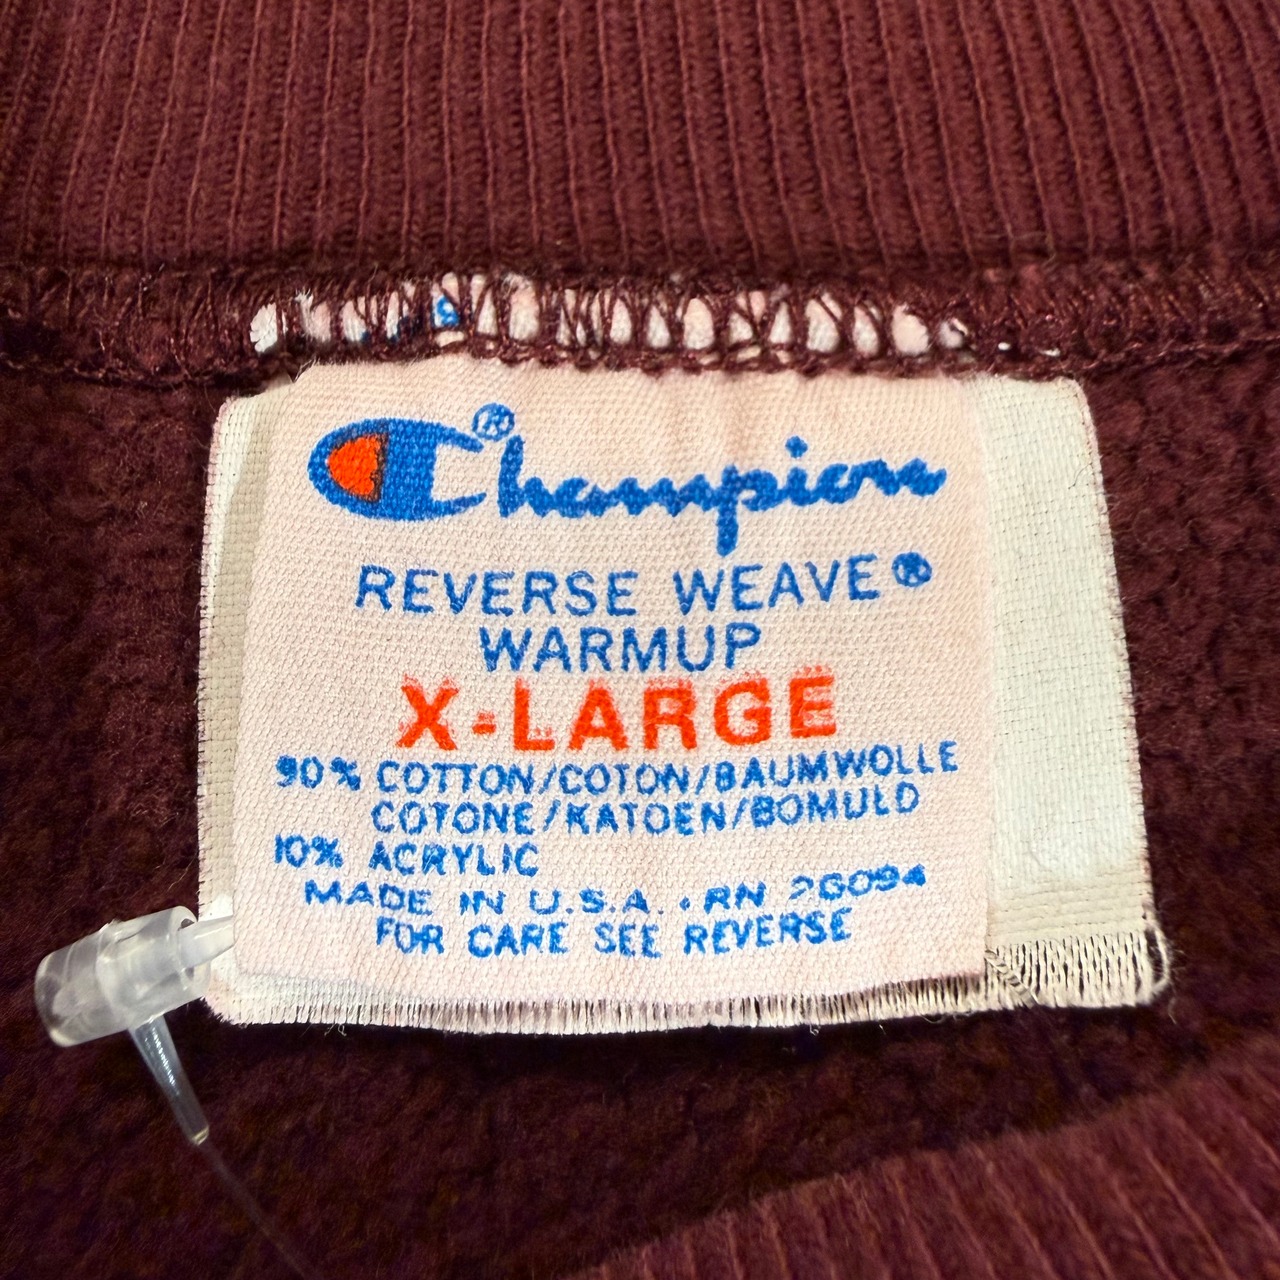 Champion®
REVERSE WEAVE®
WARMUP
X-LARGE
90% COTTON/COTON/BAUMWOLLE
COTONE/KATOEN/BOMULD
10% ACRYLIC
MADE IN U.S.A. • RN 26094
FOR CARE SEE REVERSE